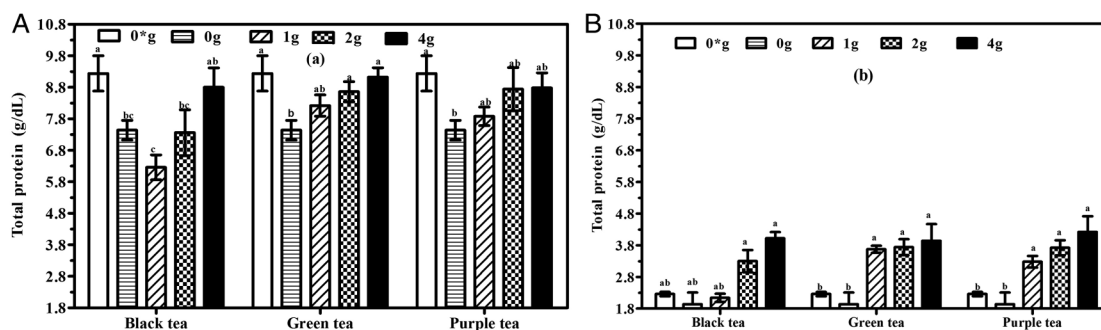 A
0*g 0g 1g 2g 4g
(a)
Total protein (g/dL)
10.8
9.8
8.8
7.8
6.8
5.8
4.8
3.8
2.8
1.8
a bc c bc ab
a b ab a a
a b ab ab ab
Black tea Green tea Purple tea
B
0*g 0g 1g 2g 4g
(b)
Total protein (g/dL)
10.8
9.8
8.8
7.8
6.8
5.8
4.8
3.8
2.8
1.8
ab ab ab a a
b b a a a
b b a a a
Black tea Green tea Purple tea